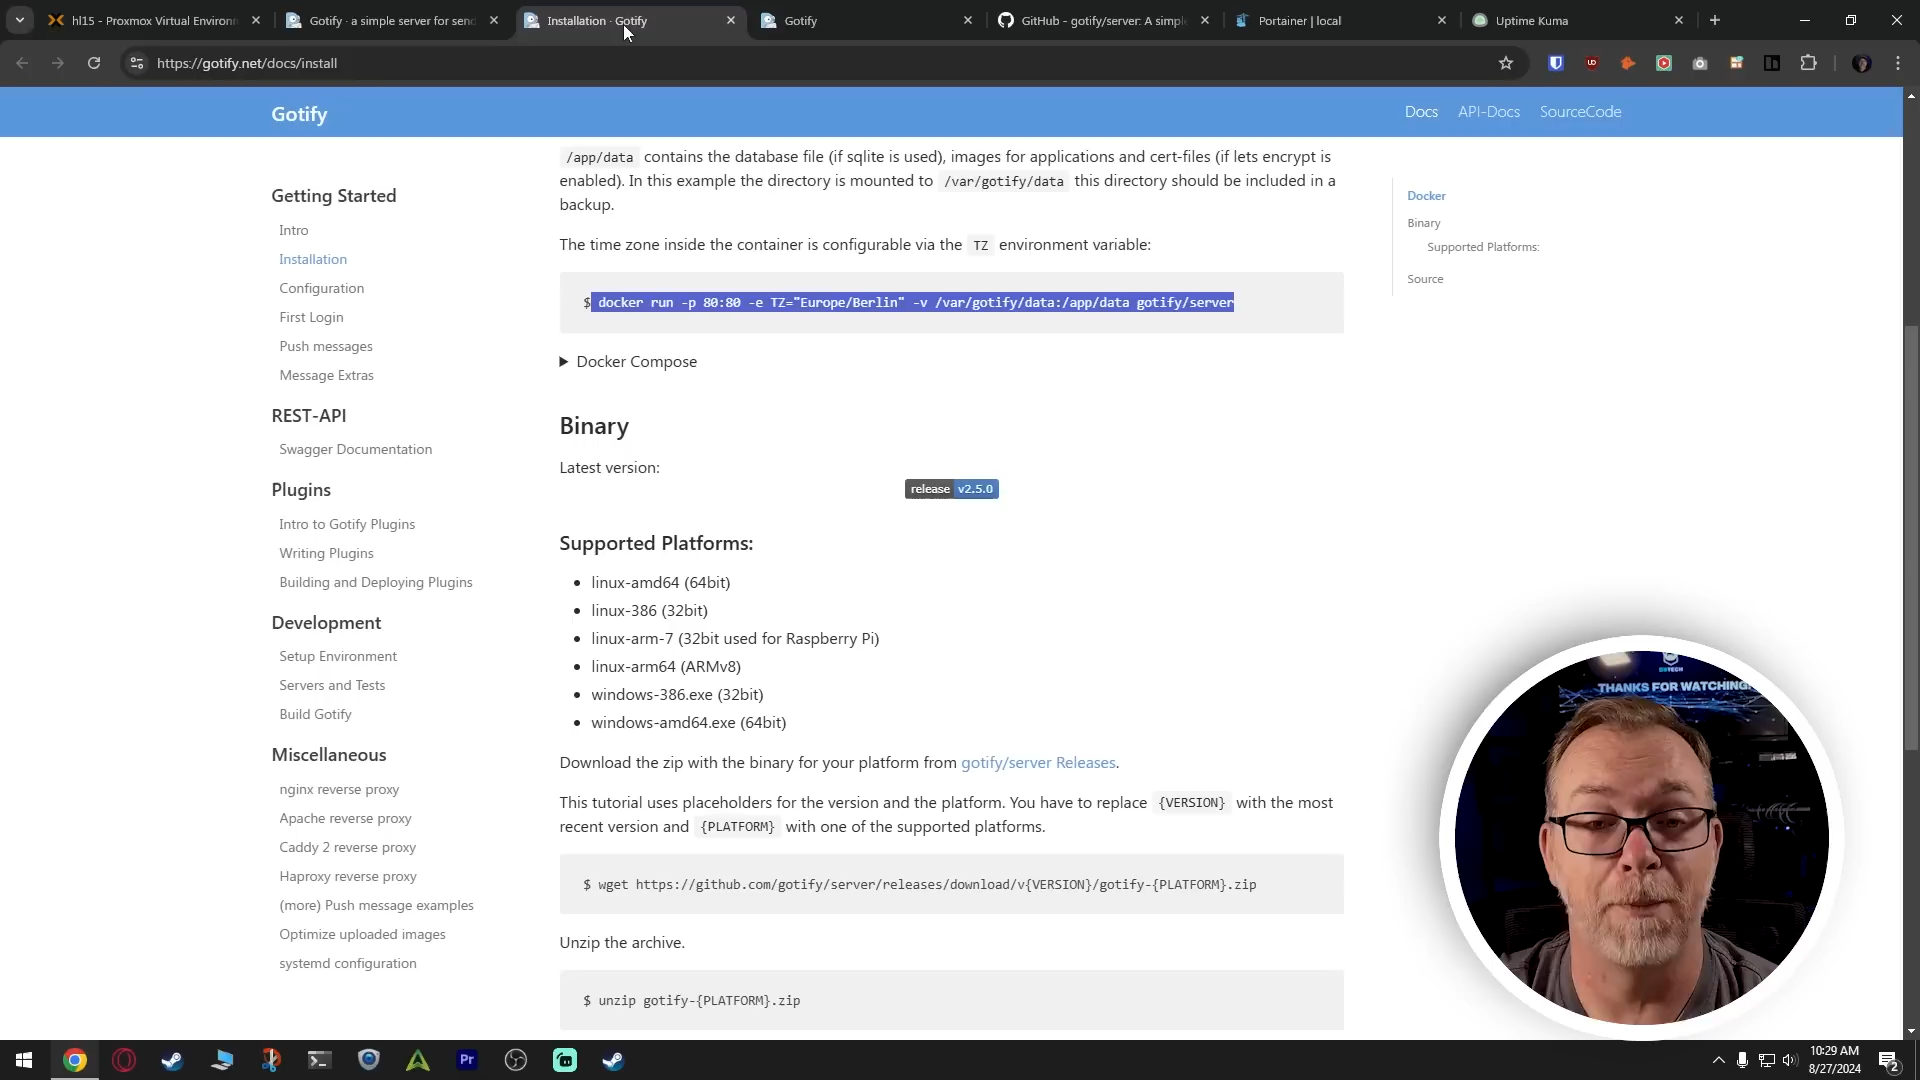 hl15 - Proxmox Virtual Environm
Gotify · a simple server for send
Installation · Gotify
Gotify
GitHub - gotify/server: A simple
Portainer | local
Uptime Kuma
https://gotify.net/docs/install
Gotify
Docs
API-Docs
SourceCode
Getting Started
Intro
Installation
Configuration
First Login
Push messages
Message Extras
REST-API
Swagger Documentation
Plugins
Intro to Gotify Plugins
Writing Plugins
Building and Deploying Plugins
Development
Setup Environment
Servers and Tests
Build Gotify
Miscellaneous
nginx reverse proxy
Apache reverse proxy
Caddy 2 reverse proxy
Haproxy reverse proxy
(more) Push message examples
Optimize uploaded images
systemd configuration
/app/data contains the database file (if sqlite is used), images for applications and cert-files (if lets encrypt is
enabled). In this example the directory is mounted to /var/gotify/data this directory should be included in a
backup.
The time zone inside the container is configurable via the TZ environment variable:
$ docker run -p 80:80 -e TZ="Europe/Berlin" -v /var/gotify/data:/app/data gotify/server
Docker Compose
Binary
Latest version:
release v2.5.0
Supported Platforms:
• linux-amd64 (64bit)
• linux-386 (32bit)
• linux-arm-7 (32bit used for Raspberry Pi)
• linux-arm64 (ARMv8)
• windows-386.exe (32bit)
• windows-amd64.exe (64bit)
Download the zip with the binary for your platform from gotify/server Releases.
This tutorial uses placeholders for the version and the platform. You have to replace {VERSION} with the most
recent version and {PLATFORM} with one of the supported platforms.
$ wget https://github.com/gotify/server/releases/download/v{VERSION}/gotify-{PLATFORM}.zip
Unzip the archive.
$ unzip gotify-{PLATFORM}.zip
Docker
Binary
Supported Platforms:
Source
THANKS FOR WATCHING!
Pr
10:29 AM
8/27/2024
2